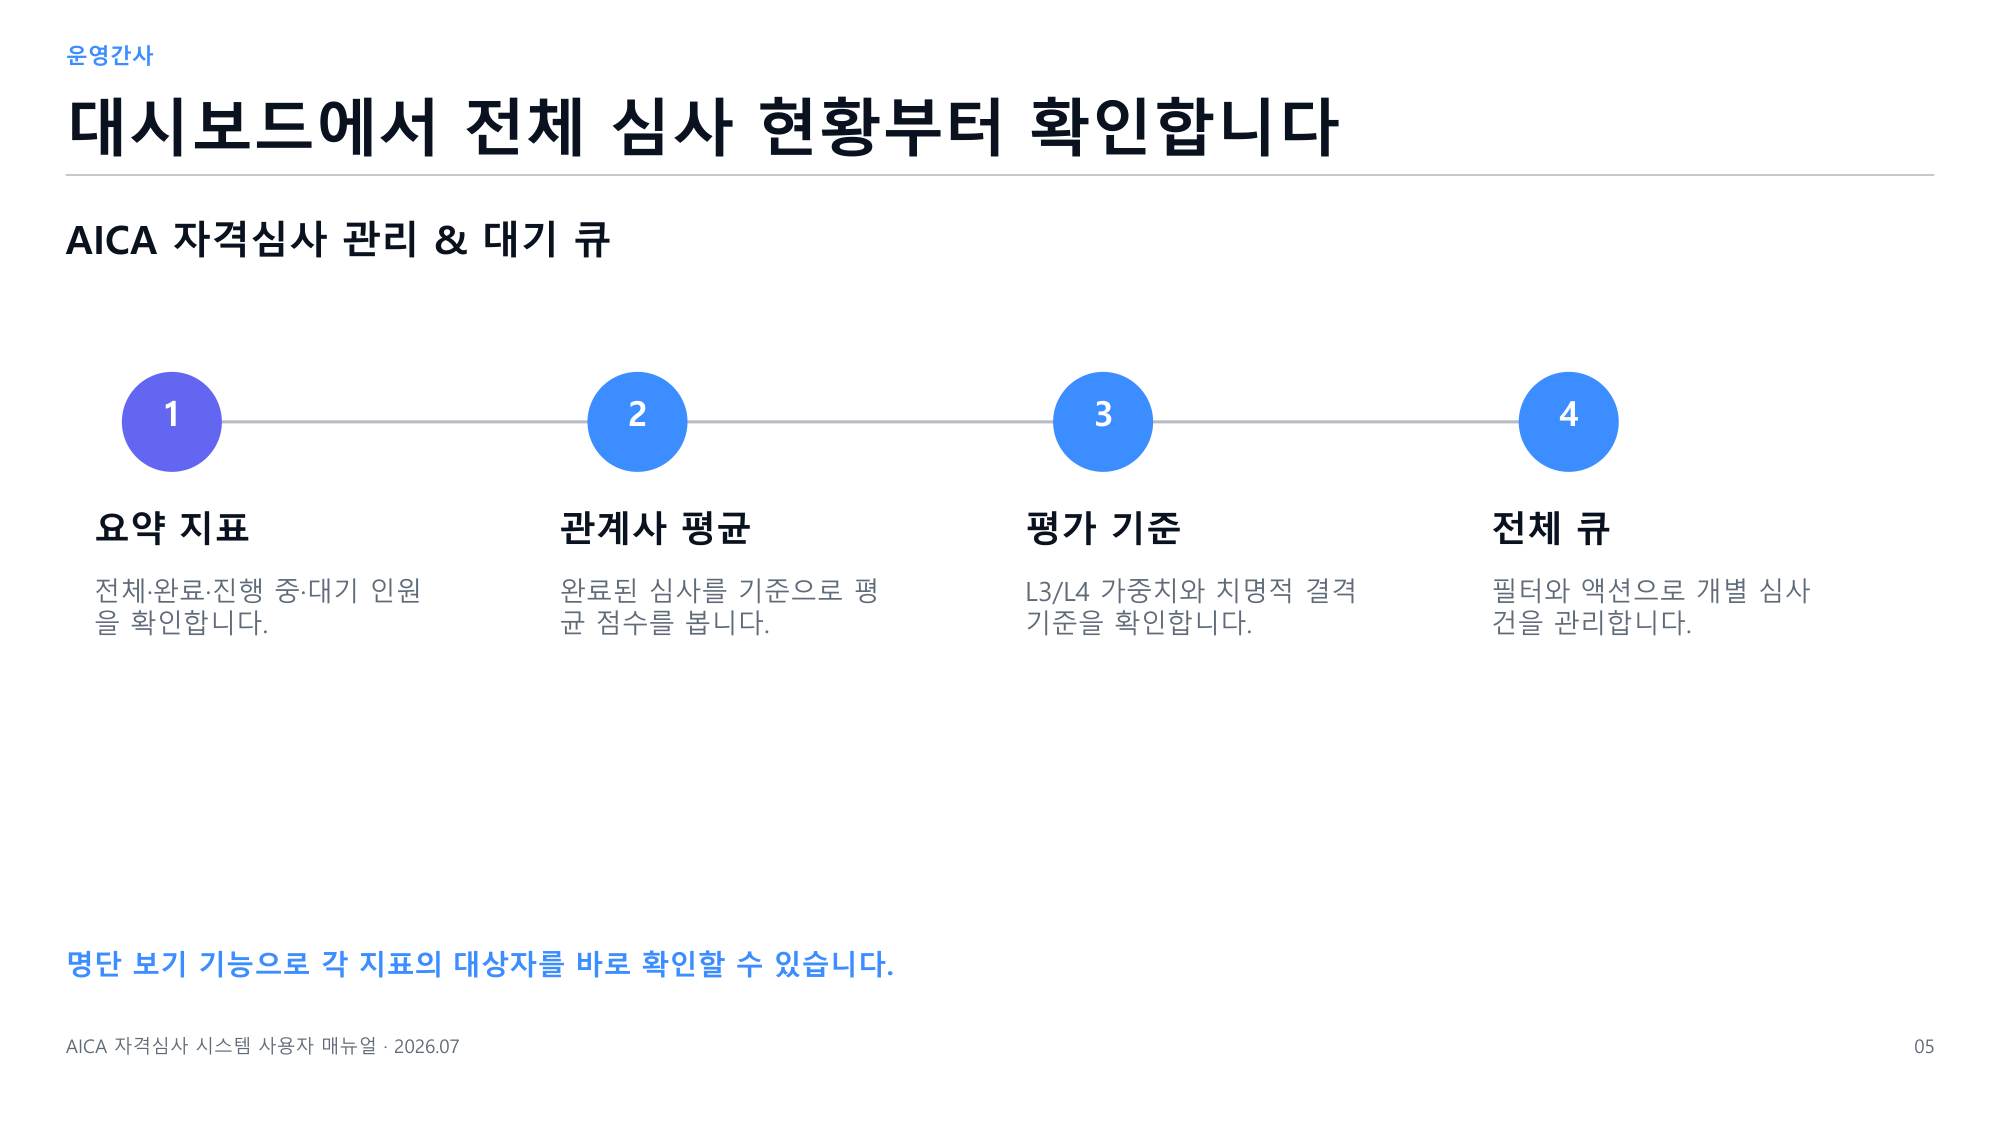 운영간사
대시보드에서 전체 심사 현황부터 확인합니다
AICA 자격심사 관리 & 대기 큐
1
2
3
4
요약 지표
전체·완료·진행 중·대기 인원
을 확인합니다.
관계사 평균
완료된 심사를 기준으로 평
균 점수를 봅니다.
평가 기준
L3/L4 가중치와 치명적 결격
기준을 확인합니다.
전체 큐
필터와 액션으로 개별 심사
건을 관리합니다.
명단 보기 기능으로 각 지표의 대상자를 바로 확인할 수 있습니다.
AICA 자격심사 시스템 사용자 매뉴얼 · 2026.07
05